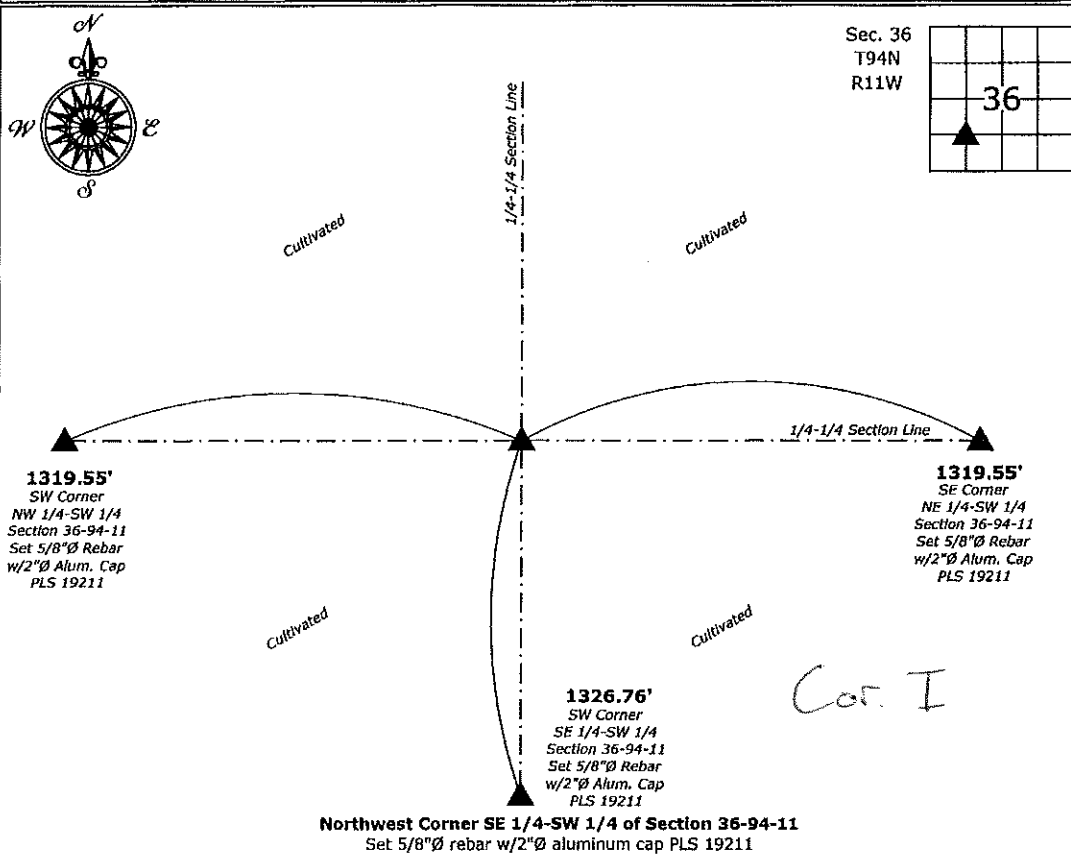 N
W
E
S
Sec. 36
T94N
R11W
36
1/4-1/4 Section Line
Cultivated
Cultivated
1/4-1/4 Section Line
1319.55'
SW Corner
NW 1/4-SW 1/4
Section 36-94-11
Set 5/8"Ø Rebar
w/2"Ø Alum. Cap
PLS 19211
1319.55'
SE Corner
NE 1/4-SW 1/4
Section 36-94-11
Set 5/8"Ø Rebar
w/2"Ø Alum. Cap
PLS 19211
Cultivated
Cultivated
1326.76'
SW Corner
SE 1/4-SW 1/4
Section 36-94-11
Set 5/8"Ø Rebar
w/2"Ø Alum. Cap
PLS 19211
Cor. I
Northwest Corner SE 1/4-SW 1/4 of Section 36-94-11
Set 5/8"Ø rebar w/2"Ø aluminum cap PLS 19211